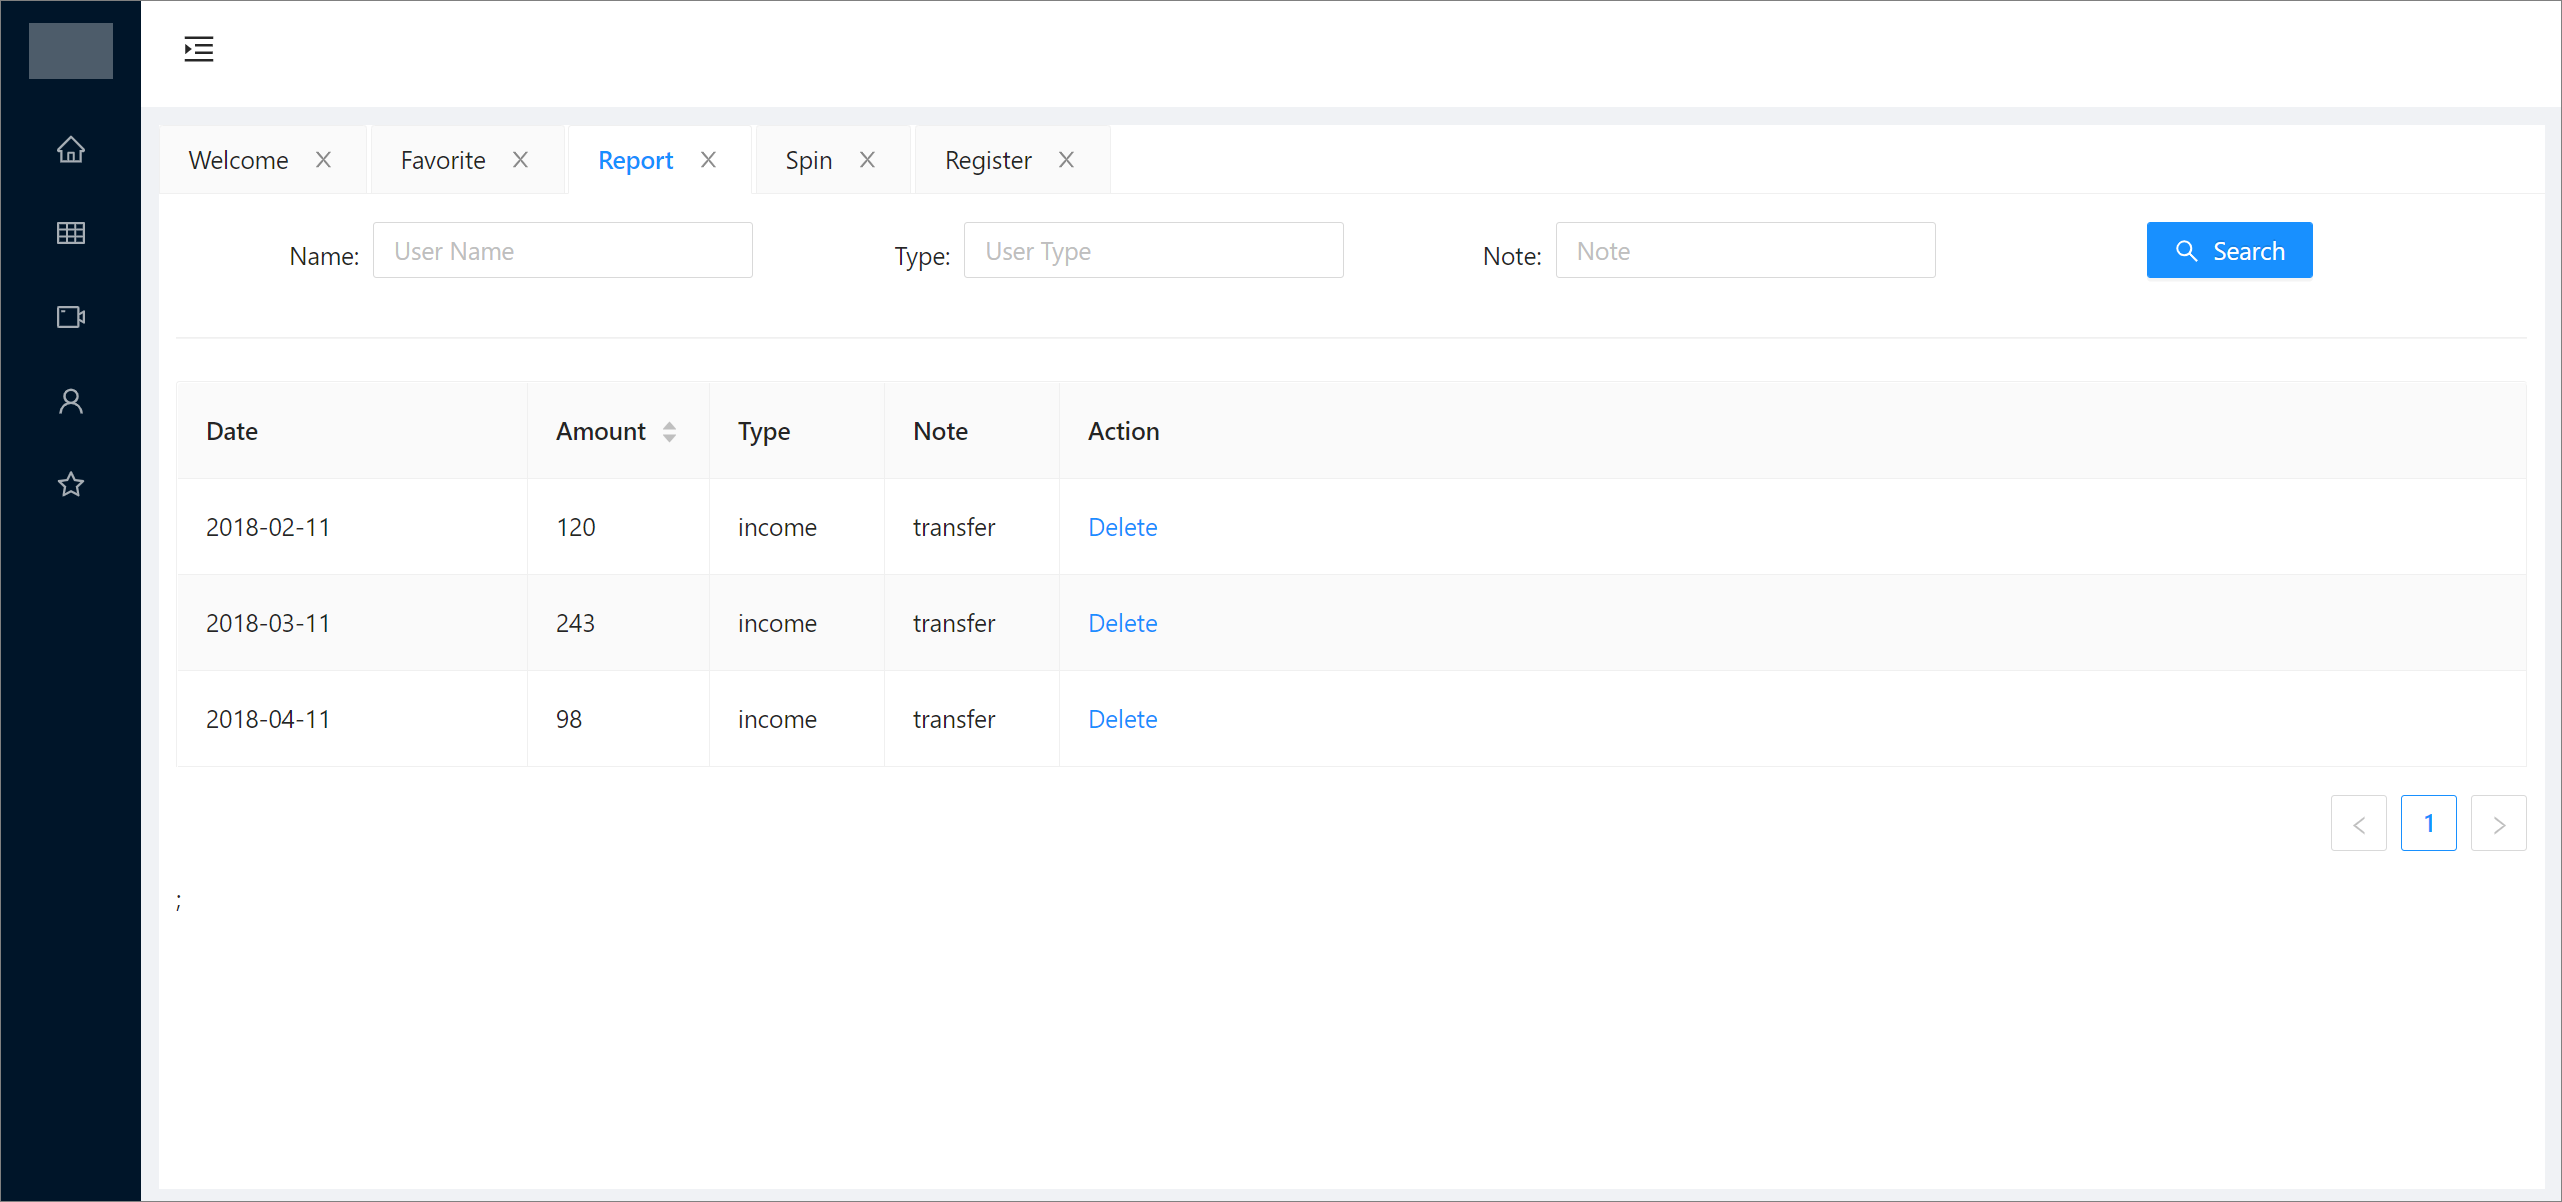 Welcome Favorite Report Spin Register
Name: User Name Type: User Type Note: Note Search
Date Amount Type Note Action
2018-02-11 120 income transfer Delete
2018-03-11 243 income transfer Delete
2018-04-11 98 income transfer Delete
< 1 >
;